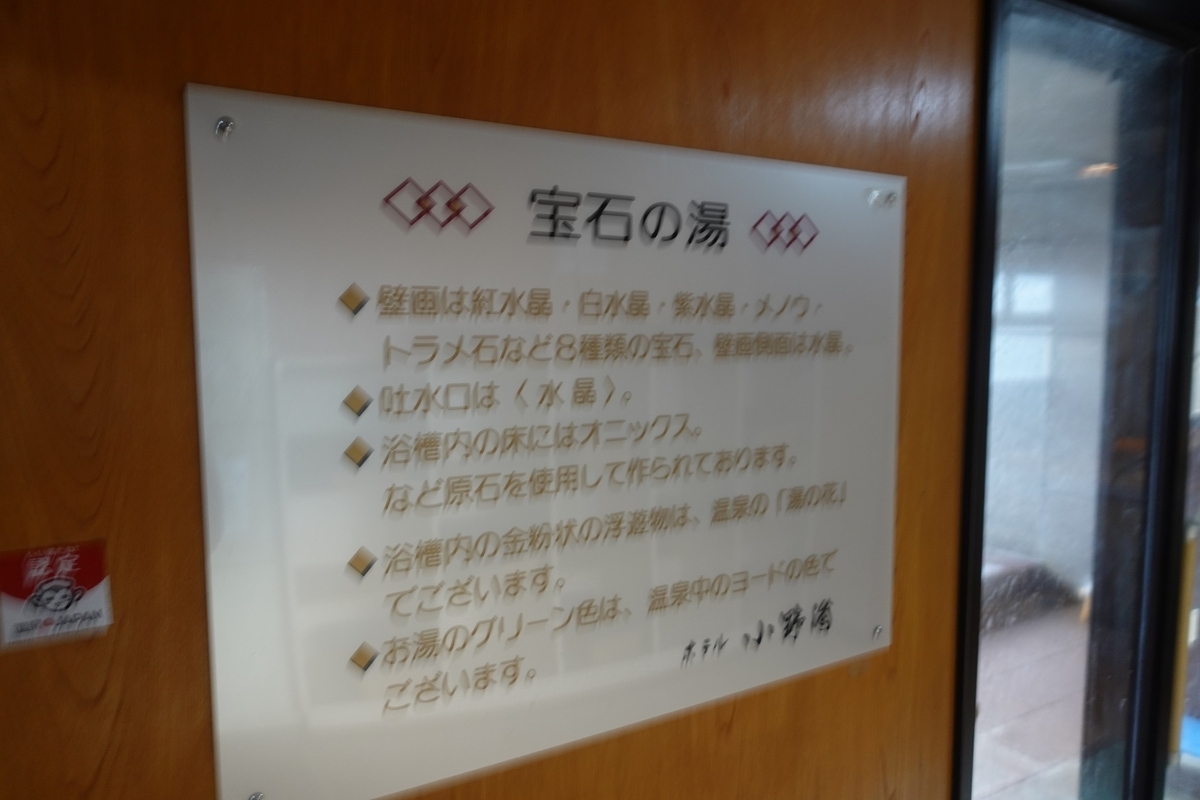 宝石の湯
壁画は紅水晶・白水晶・紫水晶・メノウ・
トラメ石など8種類の宝石、壁画側面は水晶。
吐水口は〈水晶〉。
浴槽内の床にはオニックス。
など原石を使用して作られております。
浴槽内の金粉状の浮遊物は、温泉の「湯の花」
でございます。
お湯のグリーン色は、温泉中のヨードの色で
ございます。
ホテル 小野浦
認定
JAPAN